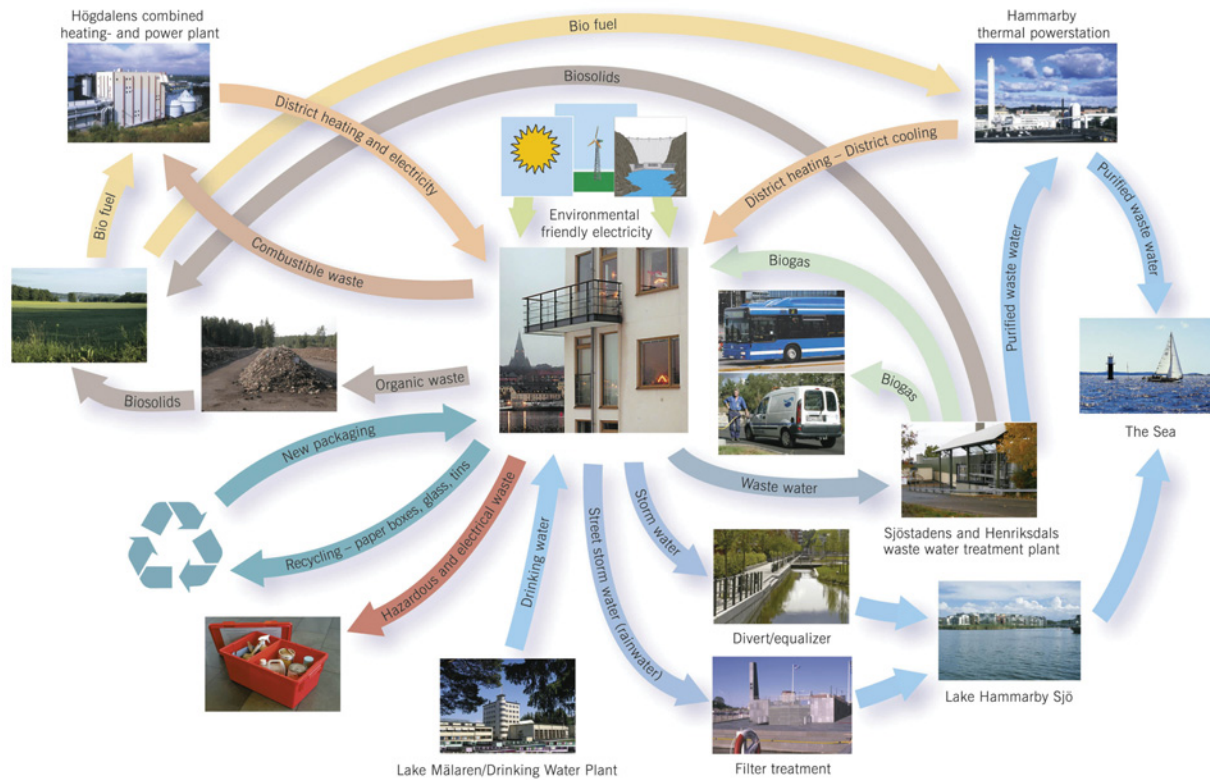 Högdalens combined
heating- and power plant
Bio fuel
Hammarby
thermal powerstation
Biosolids
District heating and electricity
District heating – District cooling
Purified waste water
Bio fuel
Combustible waste
Environmental
friendly electricity
Biogas
Purified waste water
Organic waste
Biosolids
Biogas
The Sea
New packaging
Recycling – paper boxes, glass, tins
Hazardous and electrical waste
Drinking water
Street storm water (rainwater)
Storm water
Waste water
Sjöstadens and Henriksdals
waste water treatment plant
Divert/equalizer
Lake Hammarby Sjö
Lake Mälaren/Drinking Water Plant
Filter treatment